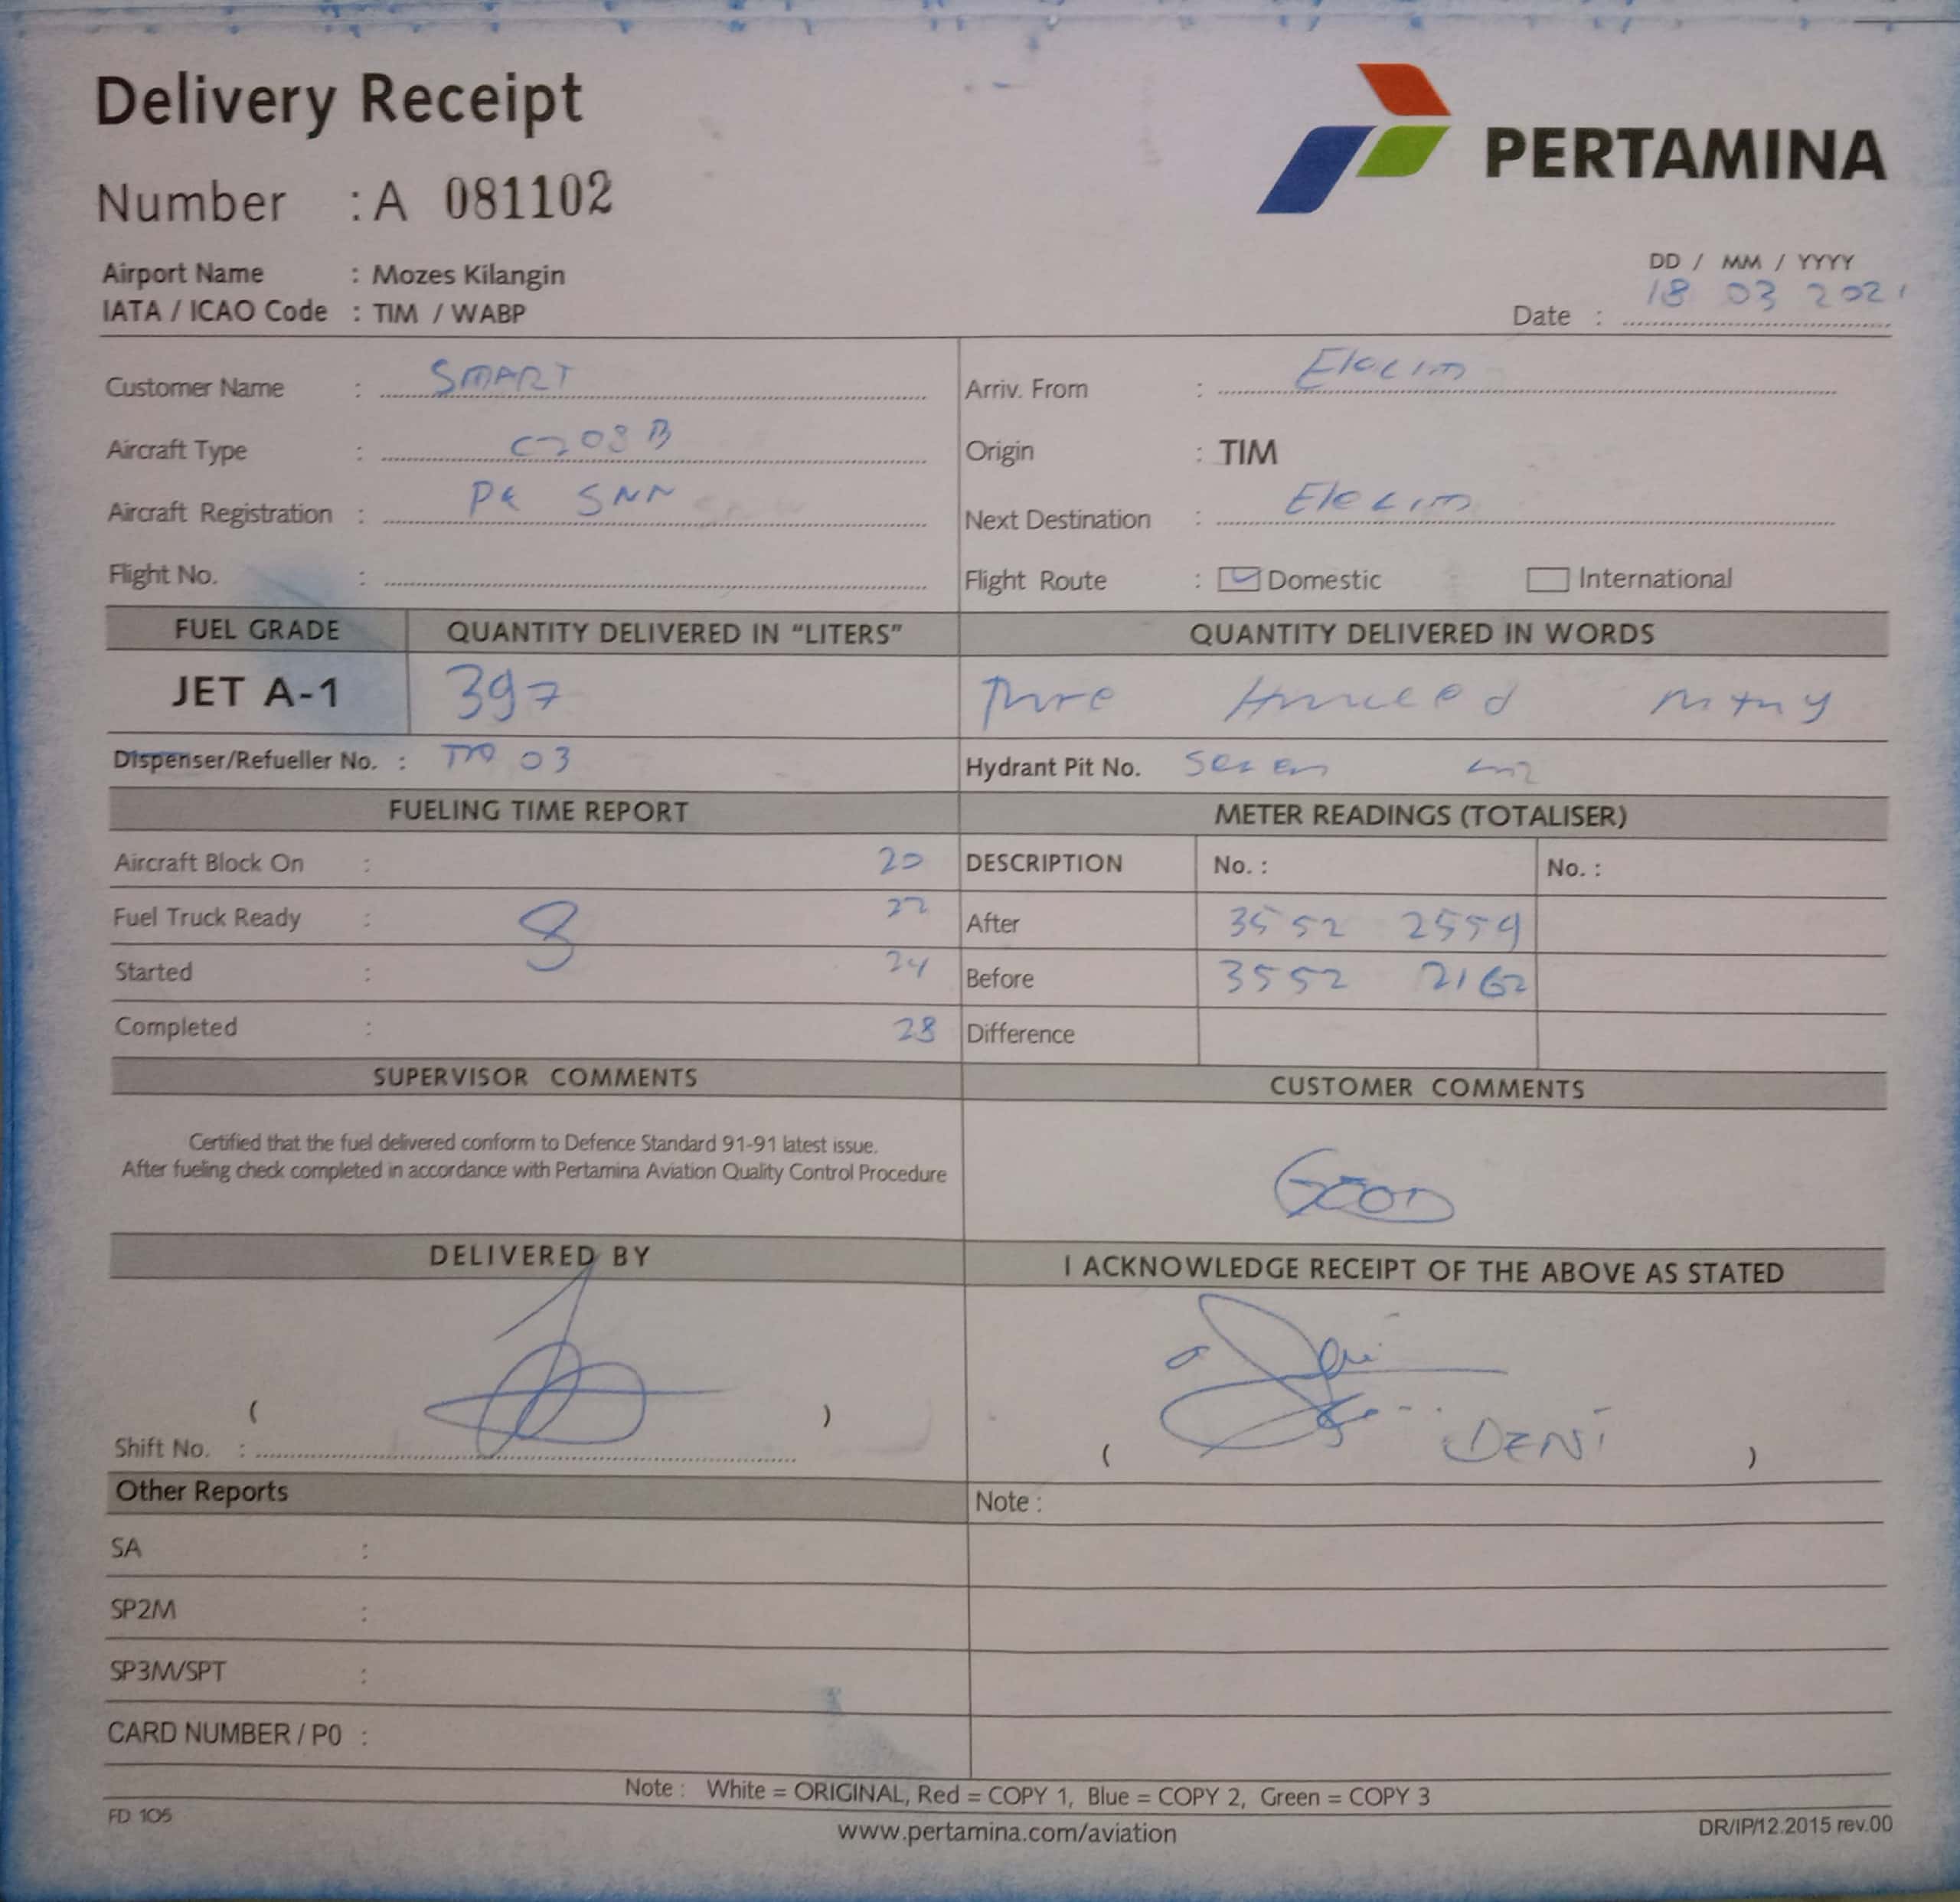 Delivery Receipt
PERTAMINA
Number : A 081102
Airport Name : Mozes Kilangin
IATA / ICAO Code : TIM / WABP
DD / MM / YYYY
Date : 18 03 2021
Customer Name : SMART
Arriv. From :
Aircraft Type : C208B
Origin : TIM
Aircraft Registration : PK SNN
Next Destination :
Flight No. :
Flight Route : Domestic International
FUEL GRADE QUANTITY DELIVERED IN "LITERS" QUANTITY DELIVERED IN WORDS
JET A-1 397
Dispenser/Refueller No. : 03
Hydrant Pit No. seven
FUELING TIME REPORT METER READINGS (TOTALISER)
Aircraft Block On : 20 DESCRIPTION No. : No. :
Fuel Truck Ready : 8 22 After 3552 2559
Started : 24 Before 3552 2162
Completed : 28 Difference
SUPERVISOR COMMENTS CUSTOMER COMMENTS
Certified that the fuel delivered conform to Defence Standard 91-91 latest issue.
After fueling check completed in accordance with Pertamina Aviation Quality Control Procedure
GOOD
DELIVERED BY I ACKNOWLEDGE RECEIPT OF THE ABOVE AS STATED
( )
Shift No. :
( DENI )
Other Reports Note :
SA :
SP2M :
SP3M/SPT :
CARD NUMBER / P0 :
Note : White = ORIGINAL, Red = COPY 1, Blue = COPY 2, Green = COPY 3
FD 105
www.pertamina.com/aviation
DR/IP/12.2015 rev.00